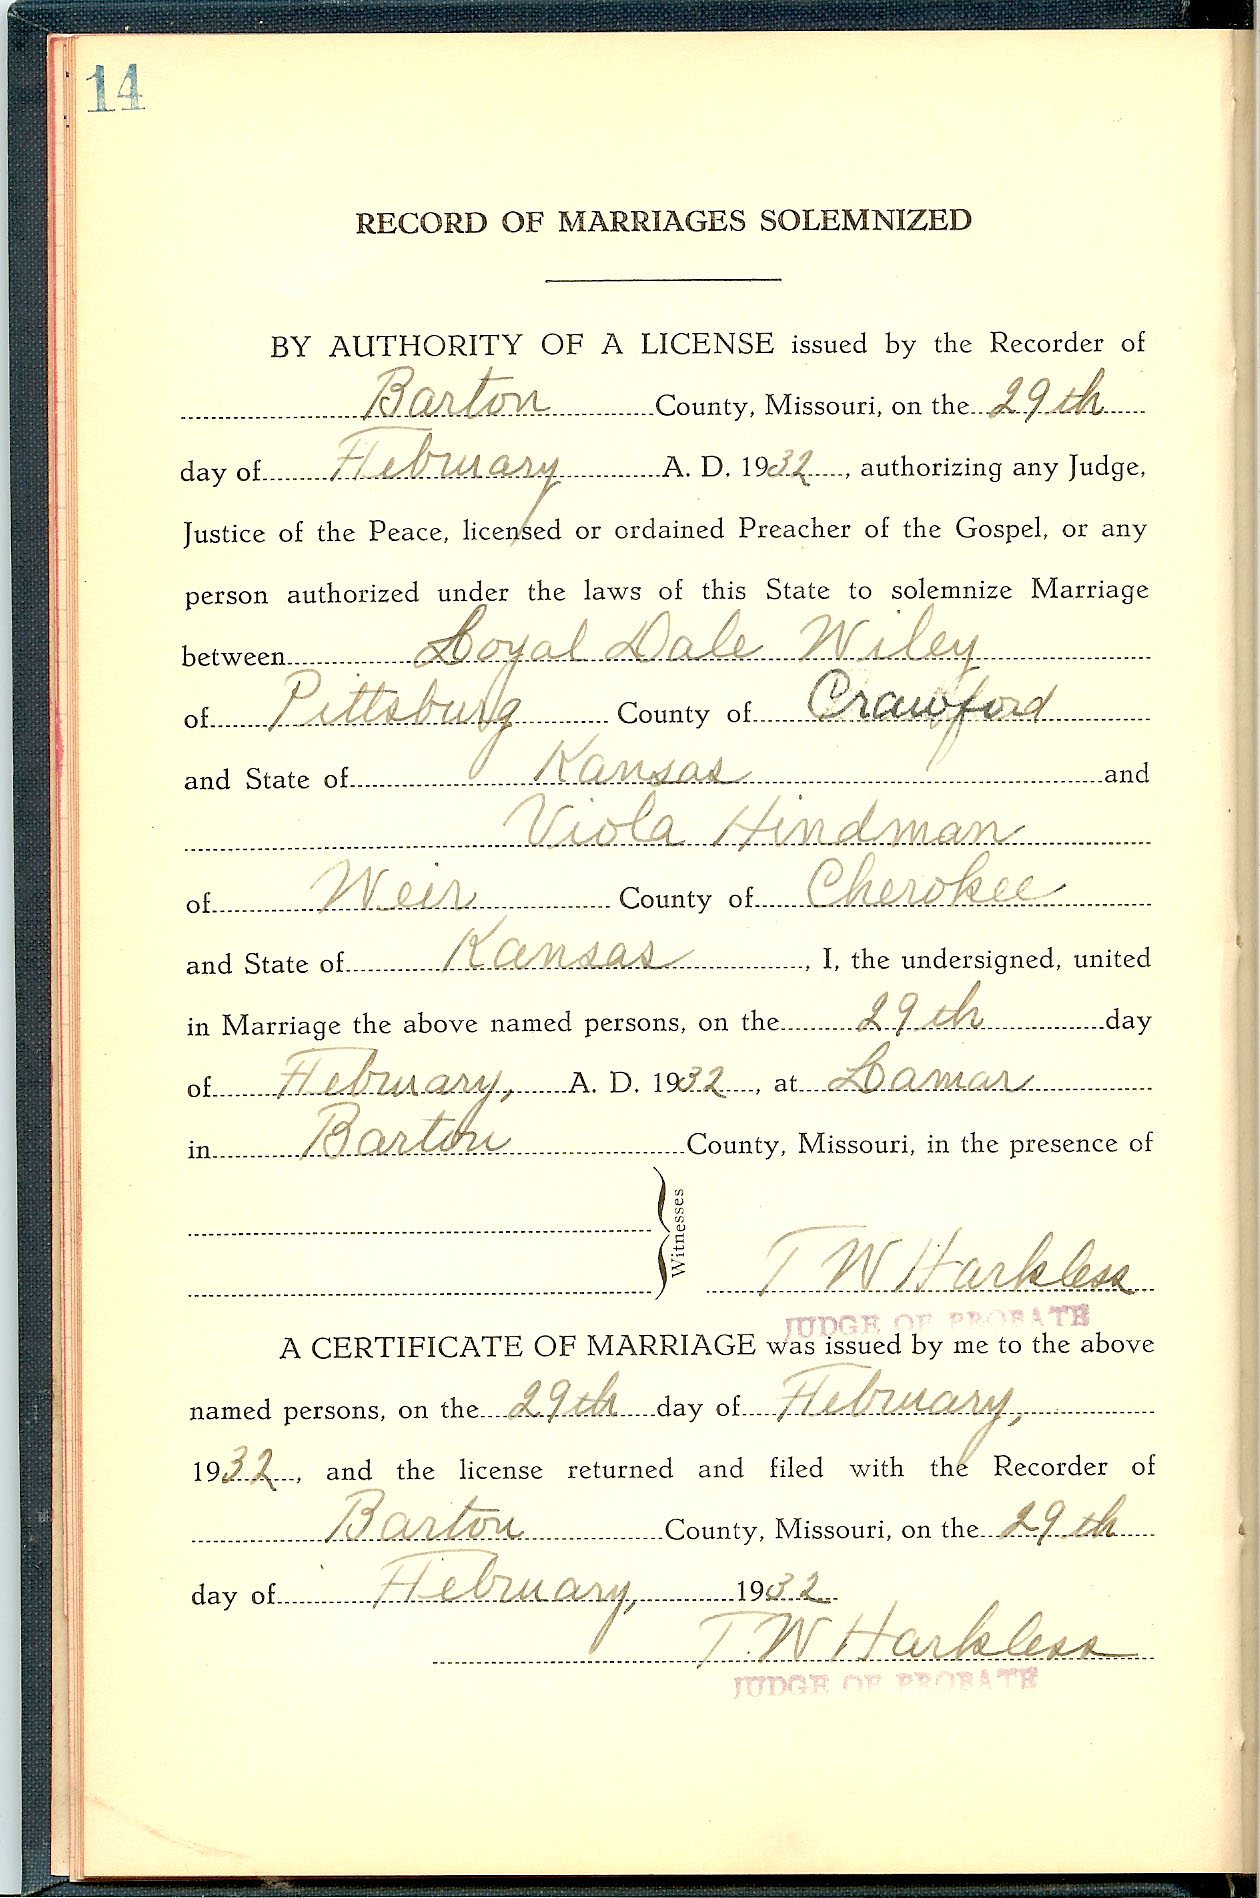 14
RECORD OF MARRIAGES SOLEMNIZED
BY AUTHORITY OF A LICENSE issued by the Recorder of
Barton County, Missouri, on the 29th
day of February A. D. 1932, authorizing any Judge,
Justice of the Peace, licensed or ordained Preacher of the Gospel, or any
person authorized under the laws of this State to solemnize Marriage
between Loyal Dale Wiley
of Pittsburg County of Crawford
and State of Kansas and
Viola Hindman
of Weir County of Cherokee
and State of Kansas, I, the undersigned, united
in Marriage the above named persons, on the 29th day
of February, A. D. 1932, at Lamar
in Barton County, Missouri, in the presence of
Witnesses
T W Harkless
JUDGE OF PROBATE
A CERTIFICATE OF MARRIAGE was issued by me to the above
named persons, on the 29th day of February,
1932, and the license returned and filed with the Recorder of
Barton County, Missouri, on the 29th
day of February, 1932
T. W Harkless
JUDGE OF PROBATE